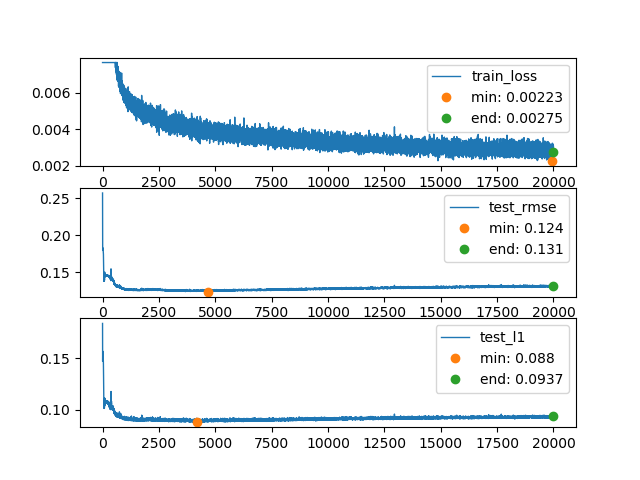 train_loss
min: 0.00223
end: 0.00275
0.006
0.004
0.002
0 2500 5000 7500 10000 12500 15000 17500 20000
test_rmse
min: 0.124
end: 0.131
0.25
0.20
0.15
0 2500 5000 7500 10000 12500 15000 17500 20000
test_l1
min: 0.088
end: 0.0937
0.15
0.10
0 2500 5000 7500 10000 12500 15000 17500 20000